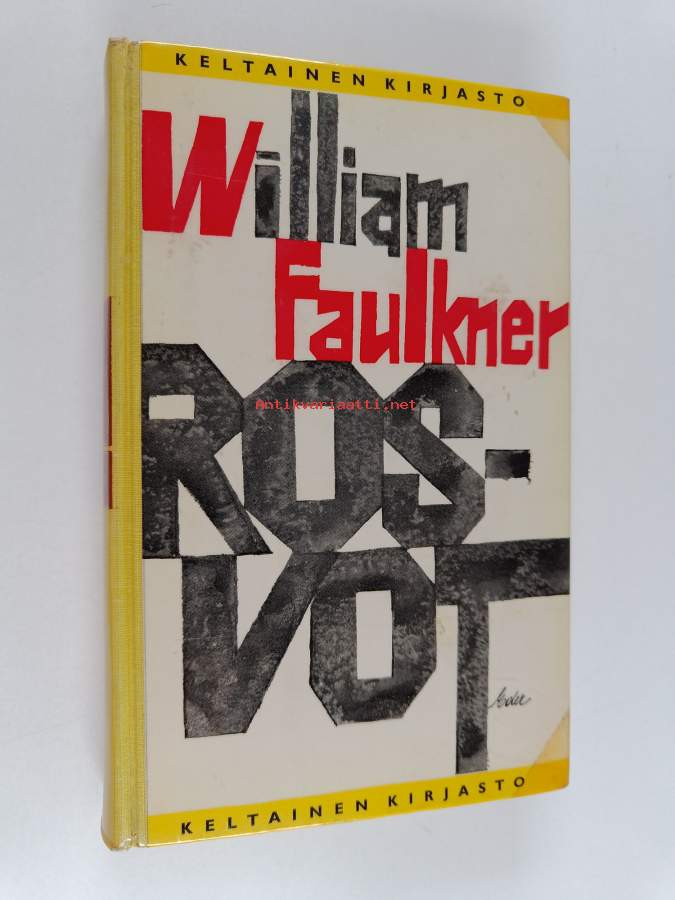 KELTAINEN KIRJASTO
William
Faulkner
Antikvariaatti.net
ROS-
VOT
KELTAINEN KIRJASTO